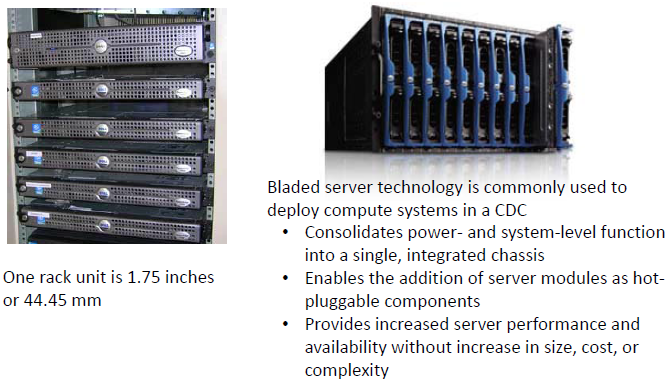 One rack unit is 1.75 inches
or 44.45 mm
Bladed server technology is commonly used to
deploy compute systems in a CDC
• Consolidates power- and system-level function
into a single, integrated chassis
• Enables the addition of server modules as hot-
pluggable components
• Provides increased server performance and
availability without increase in size, cost, or
complexity